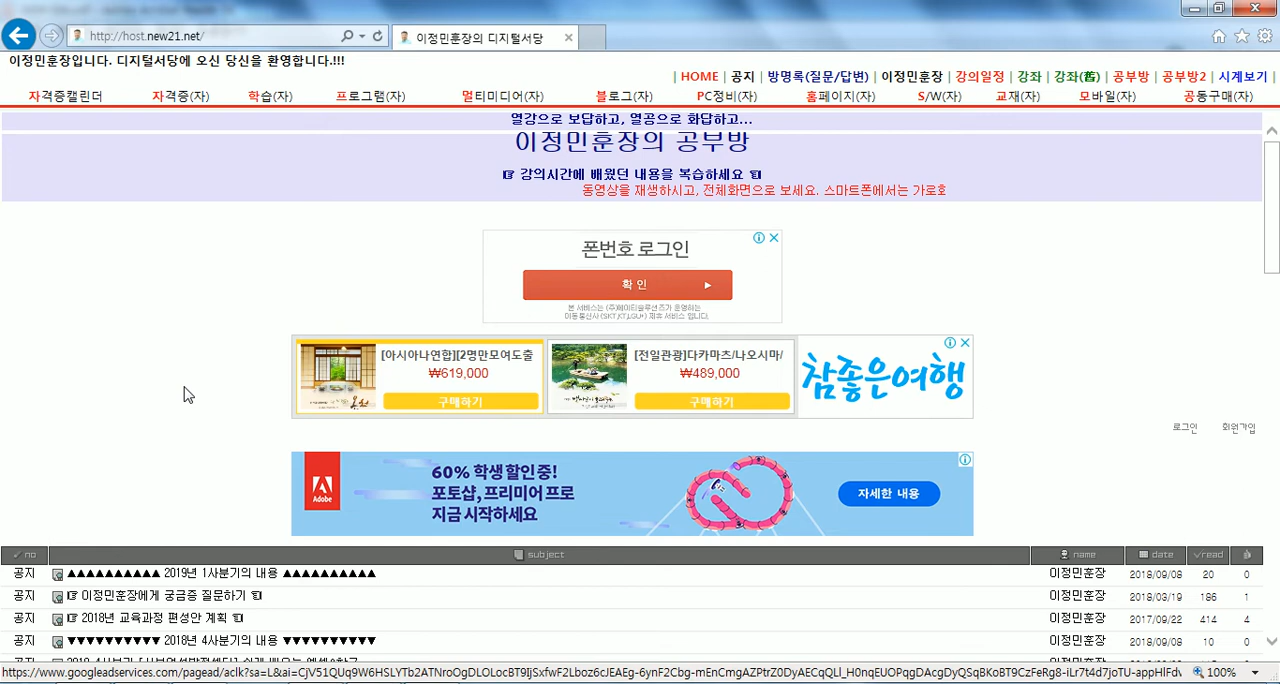 http://host.new21.net/
이정민훈장의 디지털서당
이정민훈장입니다. 디지털서당에 오신 당신을 환영합니다.!!!
| HOME | 공지 | 방명록(질문/답변) | 이정민훈장 | 강의일정 | 강좌 | 강좌(舊) | 공부방 | 공부방2 | 시계보기 |
자격증캘린더 자격증(자) 학습(자) 프로그램(자) 멀티미디어(자) 블로그(자) PC정비(자) 홈페이지(자) S/W(자) 교재(자) 모바일(자) 공동구매(자)
열강으로 보답하고, 열공으로 화답하고...
이정민훈장의 공부방
☞ 강의시간에 배웠던 내용을 복습하세요 ☜
동영상을 재생하시고, 전체화면으로 보세요. 스마트폰에서는 가로호
폰번호 로그인
확 인
본 서비스는 (주)에이티솔루션즈가 운영하는
이동통신사(SKT,KT,LGU+) 제휴 서비스 입니다.
[아시아나연합][2명만모여도출
₩619,000
구매하기
[전일관광]다카마츠/나오시마/
₩489,000
구매하기
참좋은여행
로그인 회원가입
Adobe
60% 학생 할인 중!
포토샵, 프리미어 프로
지금 시작하세요
자세한 내용
no subject name date read
공지 ▲▲▲▲▲▲▲▲▲▲ 2019년 1사분기의 내용 ▲▲▲▲▲▲▲▲▲▲ 이정민훈장 2018/09/08 20 0
공지 ☞ 이정민훈장에게 궁금증 질문하기 ☜ 이정민훈장 2018/03/19 186 1
공지 ☞ 2018년 교육과정 편성안 계획 ☜ 이정민훈장 2017/09/22 414 4
공지 ▼▼▼▼▼▼▼▼▼▼ 2018년 4사분기의 내용 ▼▼▼▼▼▼▼▼▼▼ 이정민훈장 2018/09/08 10 0
100%